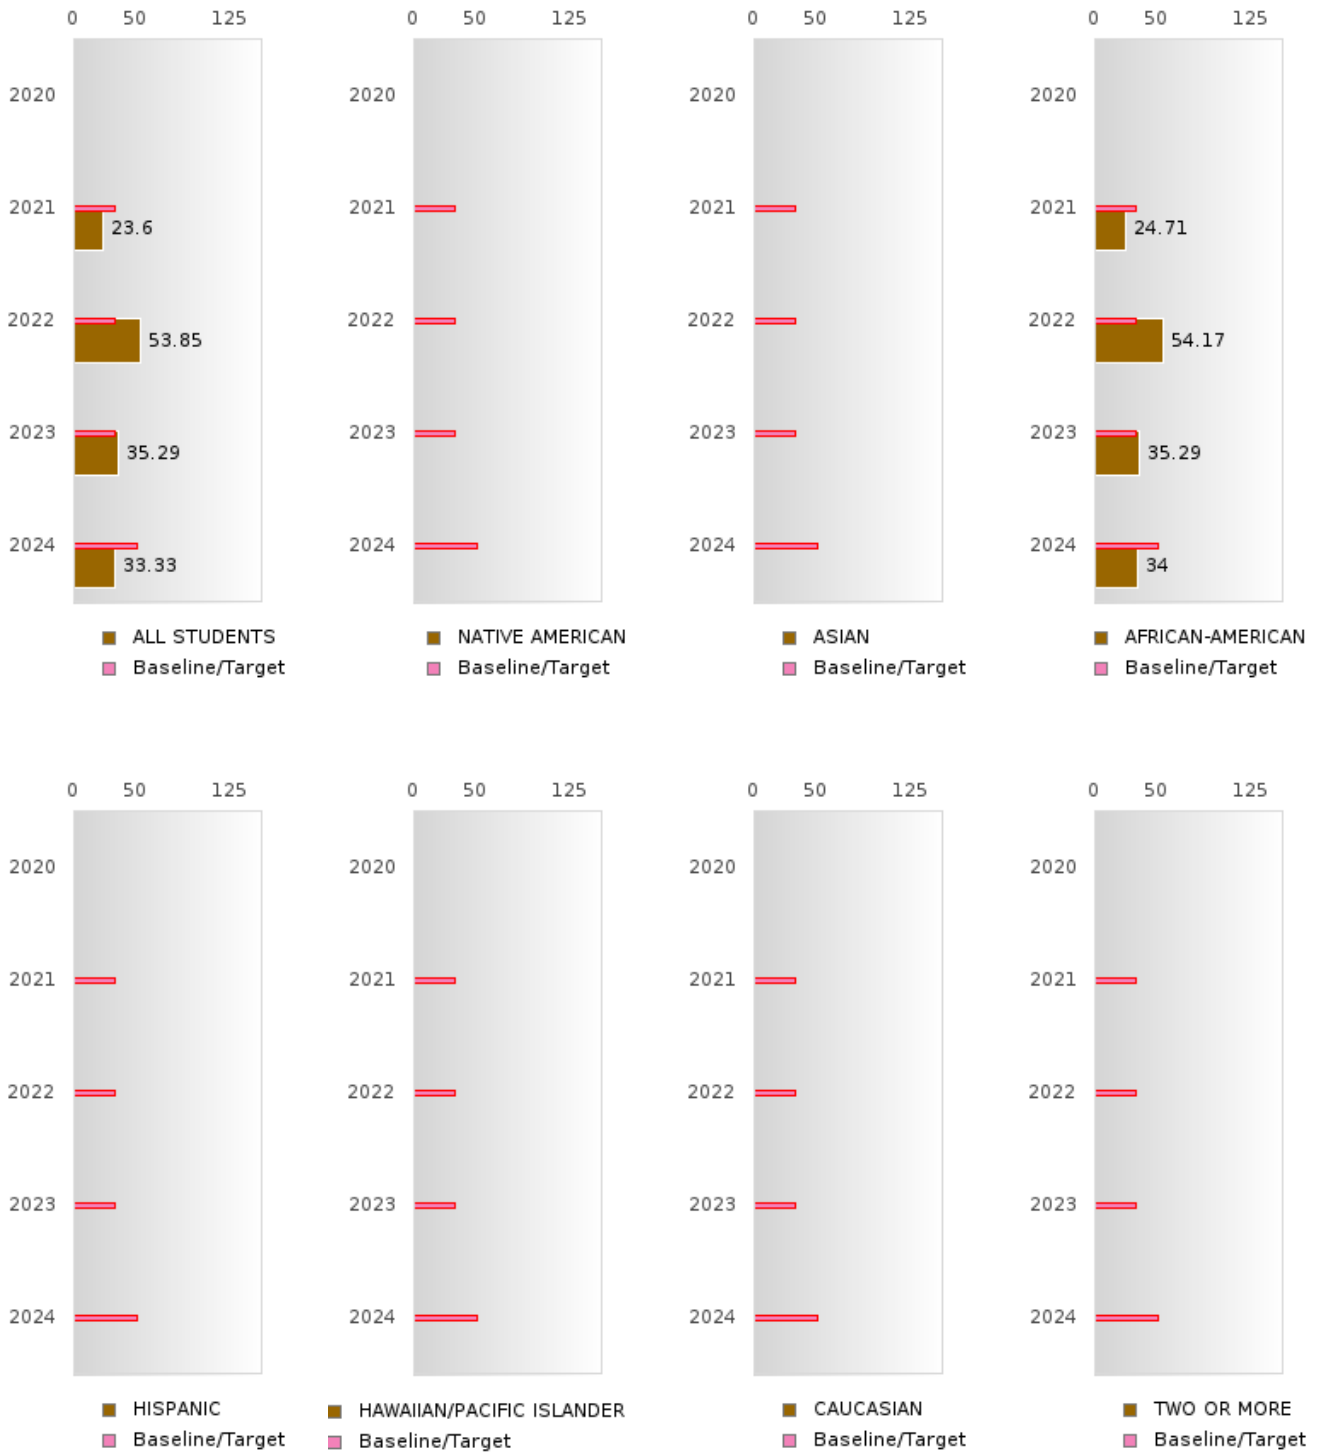 0 50 125 0 50 125 0 50 125 0 50 125
2020 2020 2020 2020
2021 2021 2021 2021
23.6 24.71
2022 2022 2022 2022
53.85 54.17
2023 2023 2023 2023
35.29 35.29
2024 2024 2024 2024
33.33 34
ALL STUDENTS NATIVE AMERICAN ASIAN AFRICAN-AMERICAN
Baseline/Target Baseline/Target Baseline/Target Baseline/Target
0 50 125 0 50 125 0 50 125 0 50 125
2020 2020 2020 2020
2021 2021 2021 2021
2022 2022 2022 2022
2023 2023 2023 2023
2024 2024 2024 2024
HISPANIC HAWAIIAN/PACIFIC ISLANDER CAUCASIAN TWO OR MORE
Baseline/Target Baseline/Target Baseline/Target Baseline/Target